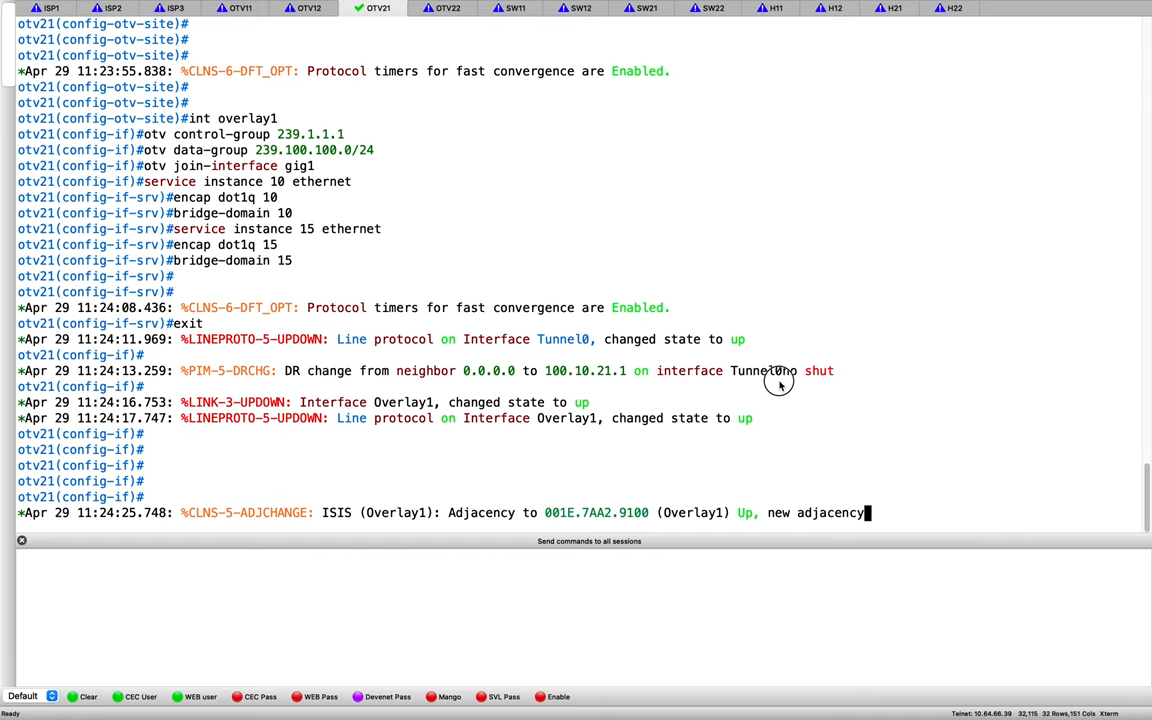 ISP1 ISP2 ISP3 OTV11 OTV12 OTV21 OTV22 SW11 SW12 SW21 SW22 H11 H12 H21 H22
otv21(config-otv-site)#
otv21(config-otv-site)#
otv21(config-otv-site)#
*Apr 29 11:23:55.838: %CLNS-6-DFT_OPT: Protocol timers for fast convergence are Enabled.
otv21(config-otv-site)#
otv21(config-otv-site)#
otv21(config-otv-site)#int overlay1
otv21(config-if)#otv control-group 239.1.1.1
otv21(config-if)#otv data-group 239.100.100.0/24
otv21(config-if)#otv join-interface gig1
otv21(config-if)#service instance 10 ethernet
otv21(config-if-srv)#encap dot1q 10
otv21(config-if-srv)#bridge-domain 10
otv21(config-if-srv)#service instance 15 ethernet
otv21(config-if-srv)#encap dot1q 15
otv21(config-if-srv)#bridge-domain 15
otv21(config-if-srv)#
otv21(config-if-srv)#
*Apr 29 11:24:08.436: %CLNS-6-DFT_OPT: Protocol timers for fast convergence are Enabled.
otv21(config-if-srv)#exit
*Apr 29 11:24:11.969: %LINEPROTO-5-UPDOWN: Line protocol on Interface Tunnel0, changed state to up
otv21(config-if)#
*Apr 29 11:24:13.259: %PIM-5-DRCHG: DR change from neighbor 0.0.0.0 to 100.10.21.1 on interface Tunnel0no shut
otv21(config-if)#
*Apr 29 11:24:16.753: %LINK-3-UPDOWN: Interface Overlay1, changed state to up
*Apr 29 11:24:17.747: %LINEPROTO-5-UPDOWN: Line protocol on Interface Overlay1, changed state to up
otv21(config-if)#
otv21(config-if)#
otv21(config-if)#
otv21(config-if)#
otv21(config-if)#
*Apr 29 11:24:25.748: %CLNS-5-ADJCHANGE: ISIS (Overlay1): Adjacency to 001E.7AA2.9100 (Overlay1) Up, new adjacency
Send commands to all sessions
Default Clear CEC User WEB user CEC Pass WEB Pass Devenet Pass Mango SVL Pass Enable
Ready Telnet: 10.64.66.39 32,115 32 Rows,151 Cols Xterm